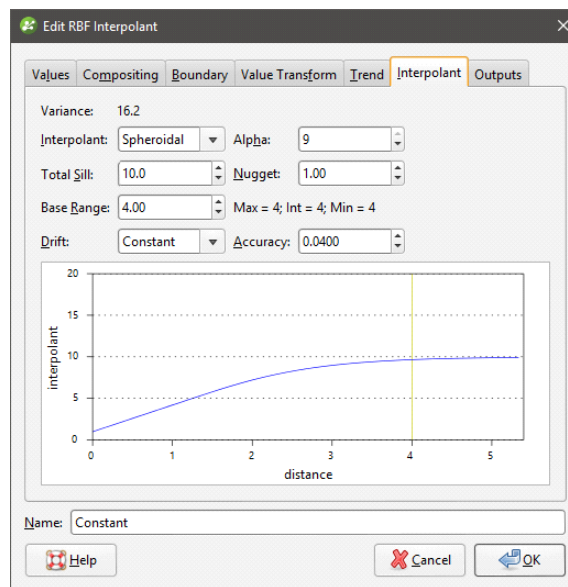 Edit RBF Interpolant
Values Compositing Boundary Value Transform Trend Interpolant Outputs
Variance: 16.2
Interpolant: Spheroidal Alpha: 9
Total Sill: 10.0 Nugget: 1.00
Base Range: 4.00 Max = 4; Int = 4; Min = 4
Drift: Constant Accuracy: 0.0400
20
15
10
5
0
interpolant
0 1 2 3 4 5
distance
Name: Constant
Help Cancel OK